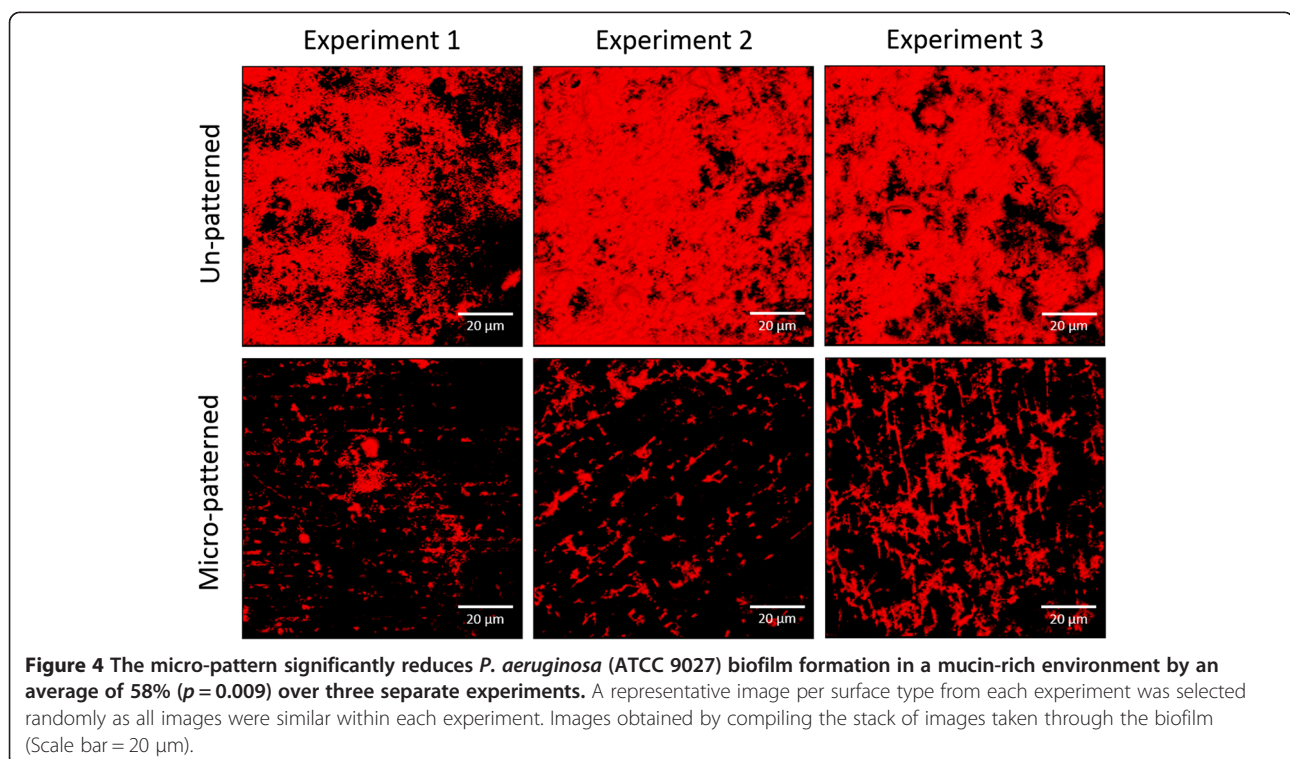 Experiment 1 Experiment 2 Experiment 3
Un-patterned
20 µm 20 µm 20 µm
Micro-patterned
20 µm 20 µm 20 µm
Figure 4 The micro-pattern significantly reduces P. aeruginosa (ATCC 9027) biofilm formation in a mucin-rich environment by an
average of 58% (p = 0.009) over three separate experiments. A representative image per surface type from each experiment was selected
randomly as all images were similar within each experiment. Images obtained by compiling the stack of images taken through the biofilm
(Scale bar = 20 µm).